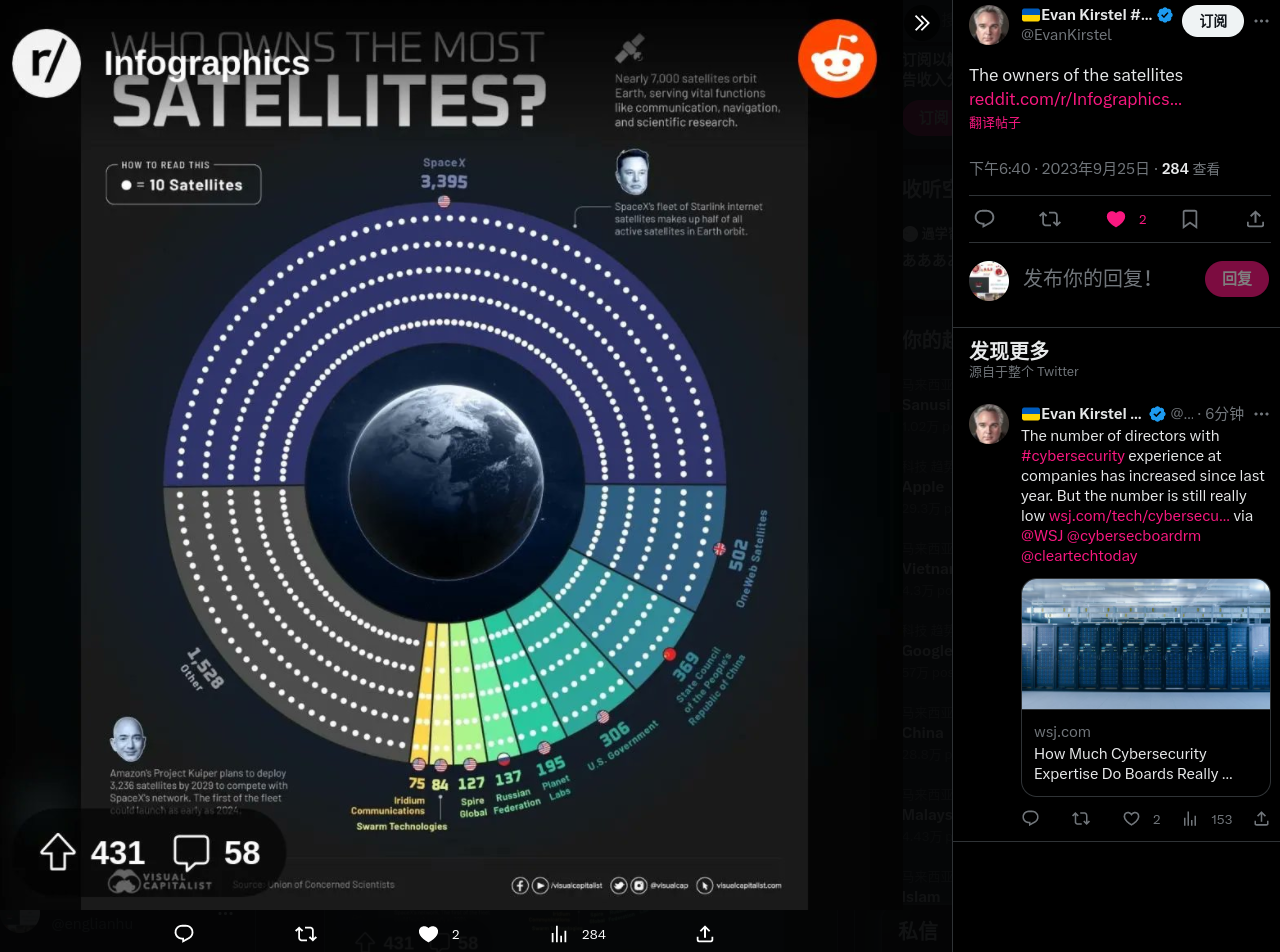 r/
Infographics
WHO OWNS THE MOST
SATELLITES?
Nearly 7,000 satellites orbit
Earth, serving vital functions
like communication, navigation,
and scientific research.
HOW TO READ THIS
= 10 Satellites
SpaceX
3,395
SpaceX's fleet of Starlink Internet
satellites makes up half of all
active satellites in Earth orbit.
502
OneWeb Satellites
369
State Council
of the People's
Republic of China
306
U.S. Government
195
Planet
Labs
137
Russian
Federation
127
Spire
Global
84
Swarm Technologies
75
Iridium
Communications
1,528
Other
Amazon's Project Kuiper plans to deploy
3,236 satellites by 2029 to compete with
SpaceX's network. The first of the fleet
could launch as early as 2024.
431
58
VISUAL
CAPITALIST
Source: Union of Concerned Scientists
/visualcapitalist
@visualcap
visualcapitalist.com
2
284
Evan Kirstel #...
订阅
@EvanKirstel
The owners of the satellites
reddit.com/r/Infographics...
翻译帖子
下午6:40 · 2023年9月25日 · 284 查看
2
发布你的回复！
回复
发现更多
源自于整个 Twitter
Evan Kirstel ... @... · 6分钟
The number of directors with
#cybersecurity experience at
companies has increased since last
year. But the number is still really
low wsj.com/tech/cybersecu... via
@WSJ @cybersecboardrm
@cleartechtoday
wsj.com
How Much Cybersecurity
Expertise Do Boards Really ...
2
153
私信